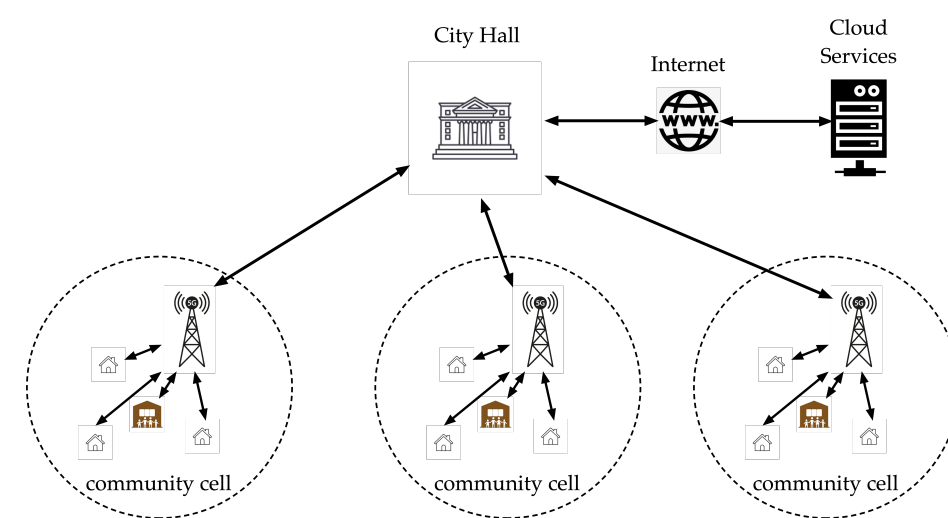 City Hall
Internet
Cloud
Services
WWW.
5G
5G
5G
community cell
community cell
community cell